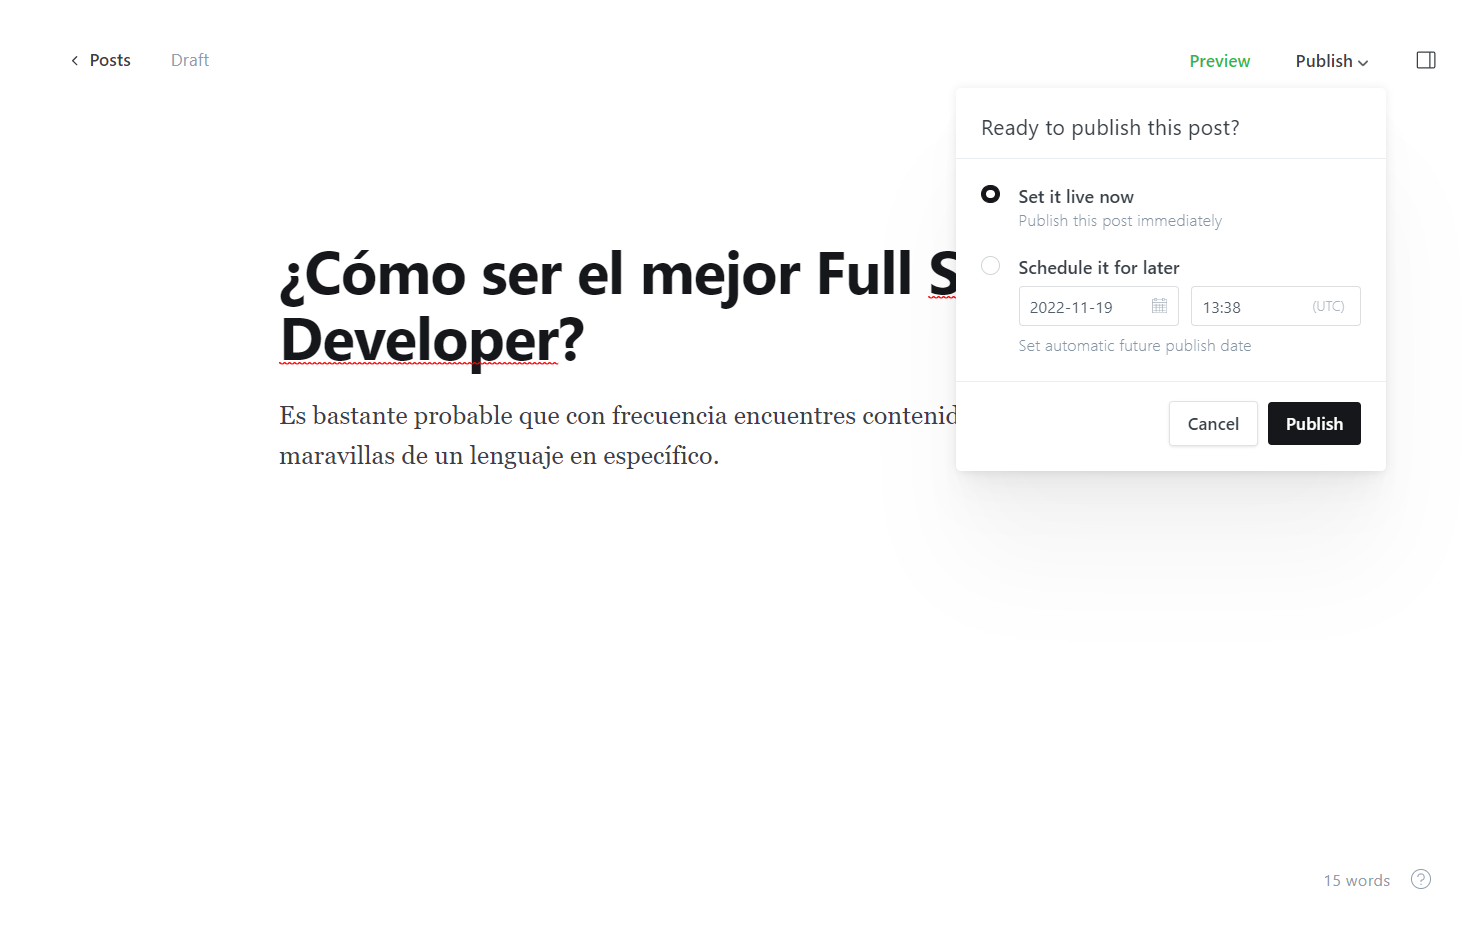 Posts
Draft
Preview
Publish
Ready to publish this post?
Set it live now
Publish this post immediately
Schedule it for later
2022-11-19
13:38
(UTC)
Set automatic future publish date
Cancel
Publish
¿Cómo ser el mejor Full
Developer?
Es bastante probable que con frecuencia encuentres
maravillas de un lenguaje en específico.
15 words
?